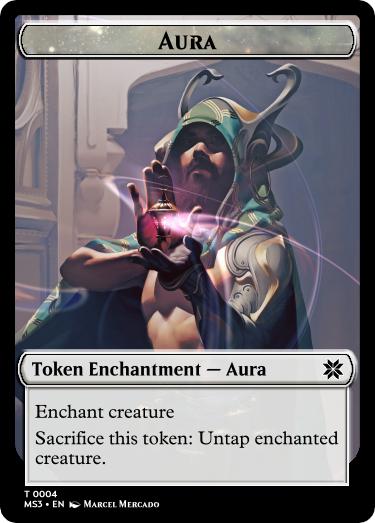 Aura
Token Enchantment — Aura
Enchant creature
Sacrifice this token: Untap enchanted
creature.
T 0004
MS3 • EN Marcel Mercado